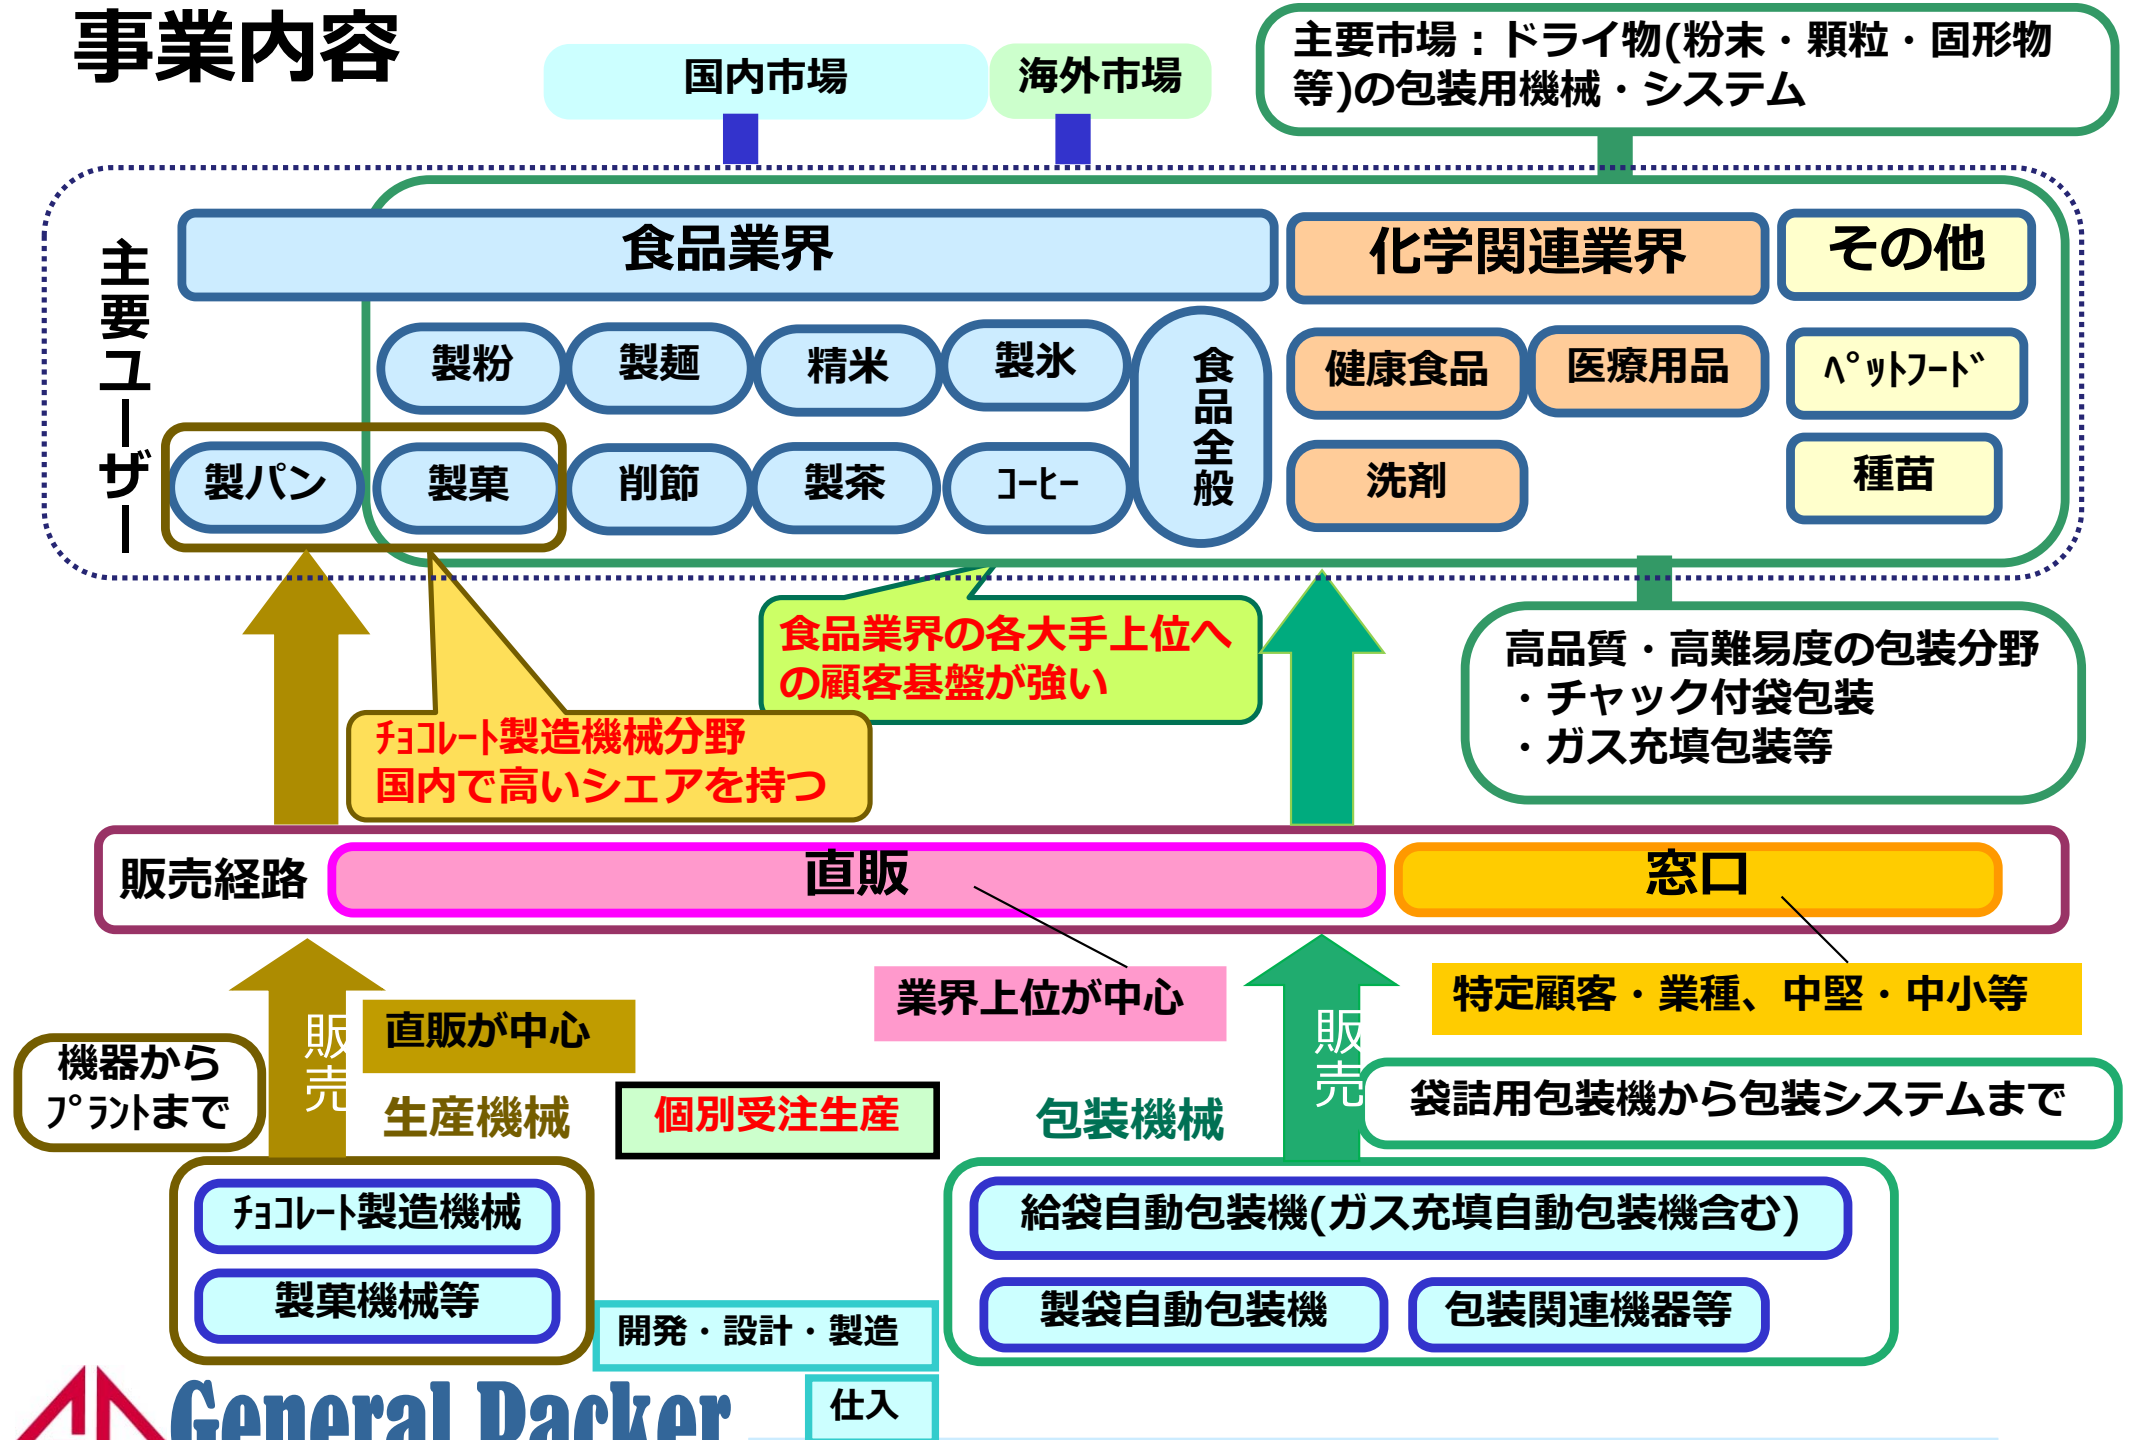 事業内容
国内市場
海外市場
主要市場：ドライ物(粉末・顆粒・固形物
等)の包装用機械・システム
主要ユーザー
食品業界
化学関連業界
その他
製粉
製麺
精米
製氷
食品全般
健康食品
医療用品
ﾍﾟｯﾄﾌｰﾄﾞ
製パン
製菓
削節
製茶
ｺｰﾋｰ
洗剤
種苗
食品業界の各大手上位へ
の顧客基盤が強い
高品質・高難易度の包装分野
・チャック付袋包装
・ガス充填包装等
ﾁｮｺﾚｰﾄ製造機械分野
国内で高いシェアを持つ
販売経路
直販
窓口
業界上位が中心
特定顧客・業種、中堅・中小等
販売
直販が中心
販売
機器から
ﾌﾟﾗﾝﾄまで
生産機械
個別受注生産
包装機械
袋詰用包装機から包装システムまで
ﾁｮｺﾚｰﾄ製造機械
製菓機械等
給袋自動包装機(ガス充填自動包装機含む)
製袋自動包装機
包装関連機器等
開発・設計・製造
仕入
General Packer